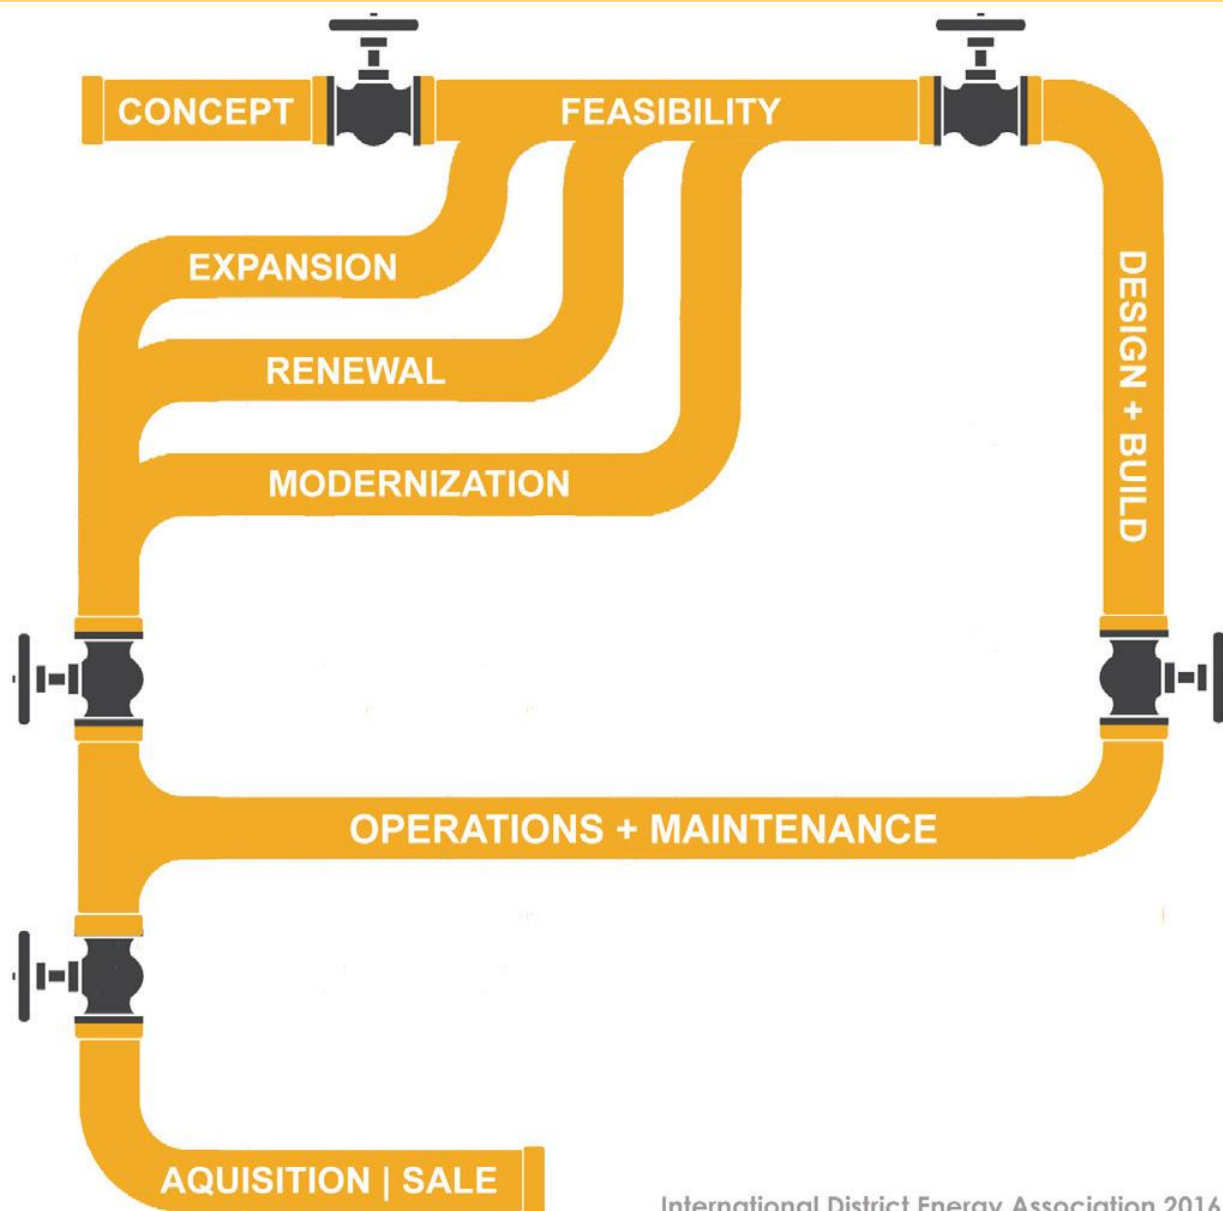 CONCEPT
FEASIBILITY
EXPANSION
RENEWAL
MODERNIZATION
DESIGN + BUILD
OPERATIONS + MAINTENANCE
AQUISITION | SALE
International District Energy Association 2016